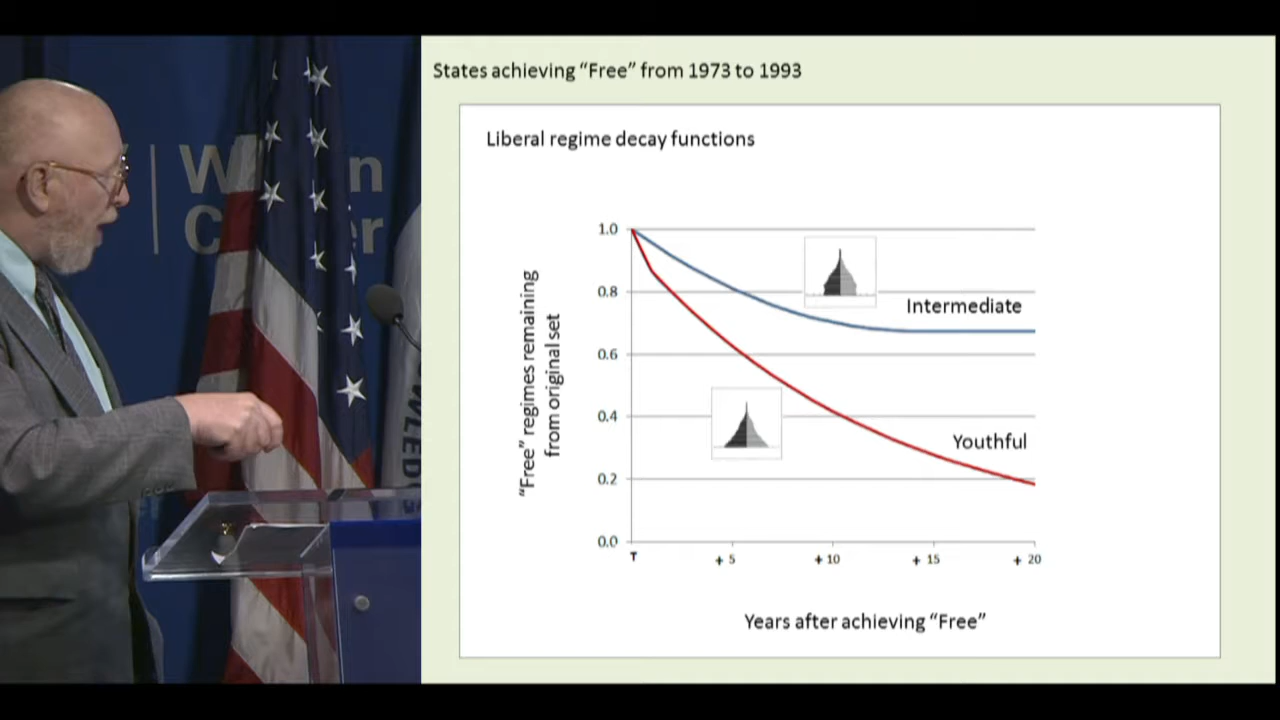 States achieving “Free” from 1973 to 1993
Liberal regime decay functions
“Free” regimes remaining
from original set
1.0
0.8
0.6
0.4
0.2
0.0
Intermediate
Youthful
T
+ 5
+ 10
+ 15
+ 20
Years after achieving “Free”